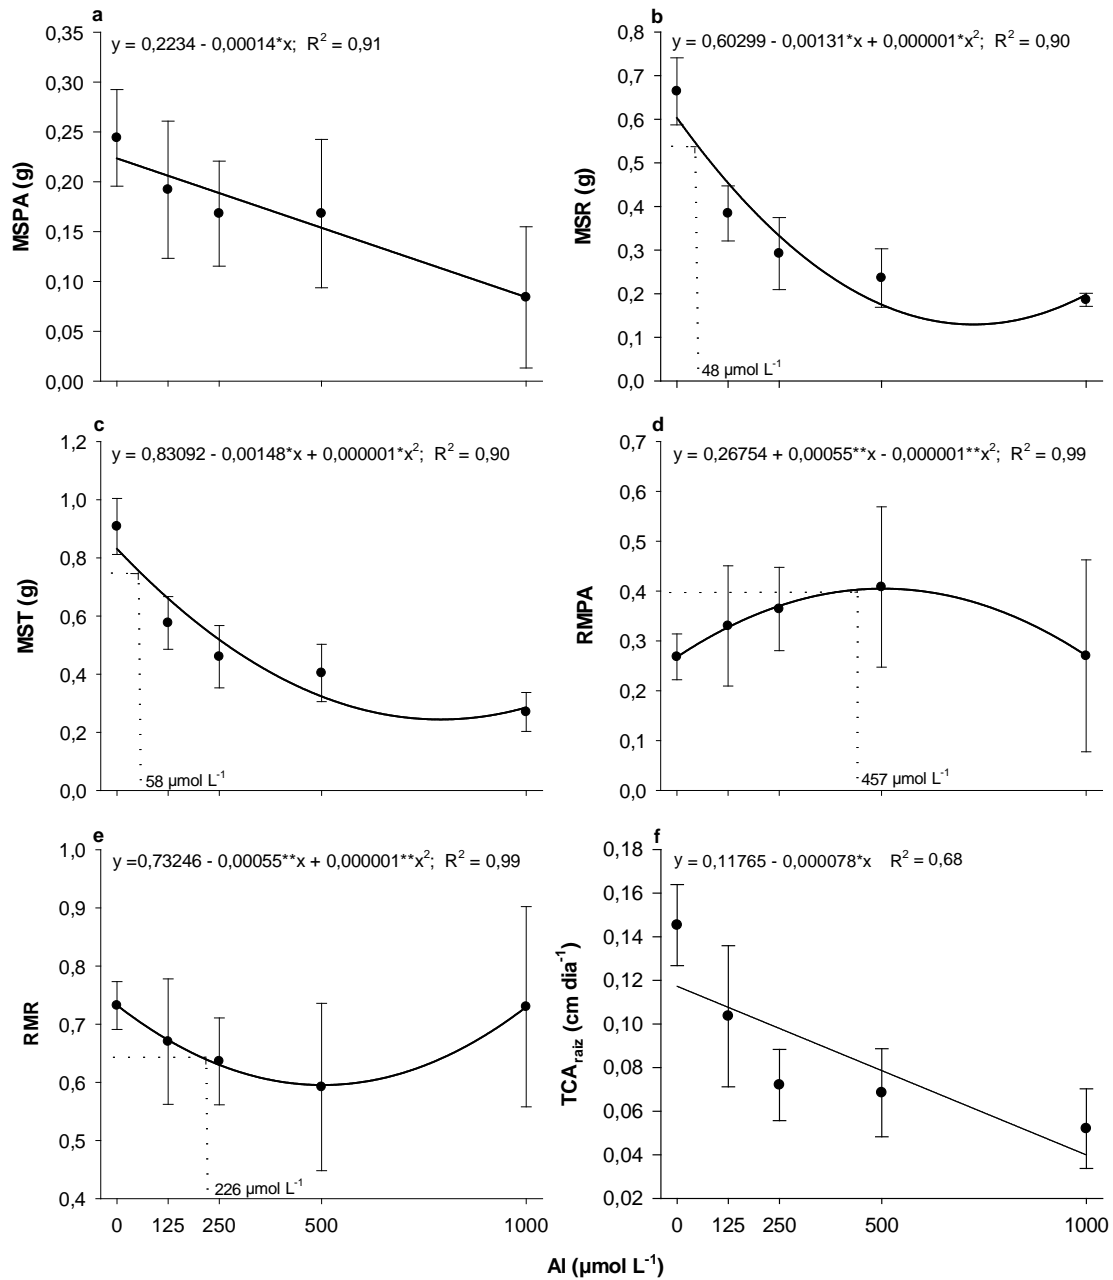 a
y = 0,2234 - 0,00014*x; R² = 0,91
0,35
0,30
0,25
0,20
0,15
0,10
0,05
0,00
MSPA (g)
b
y = 0,60299 - 0,00131*x + 0,000001*x²; R² = 0,90
0,8
0,7
0,6
0,5
0,4
0,3
0,2
0,1
0,0
MSR (g)
48 µmol L⁻¹
c
y = 0,83092 - 0,00148*x + 0,000001*x²; R² = 0,90
1,2
1,0
0,8
0,6
0,4
0,2
0,0
MST (g)
58 µmol L⁻¹
d
y = 0,26754 + 0,00055**x - 0,000001**x²; R² = 0,99
0,7
0,6
0,5
0,4
0,3
0,2
0,1
0,0
RMPA
457 µmol L⁻¹
e
y =0,73246 - 0,00055**x + 0,000001**x²; R² = 0,99
1,0
0,9
0,8
0,7
0,6
0,5
0,4
RMR
226 µmol L⁻¹
0 125 250 500 1000
f
y = 0,11765 - 0,000078*x R² = 0,68
0,18
0,16
0,14
0,12
0,10
0,08
0,06
0,04
0,02
TCAraiz (cm dia⁻¹)
0 125 250 500 1000
Al (µmol L⁻¹)